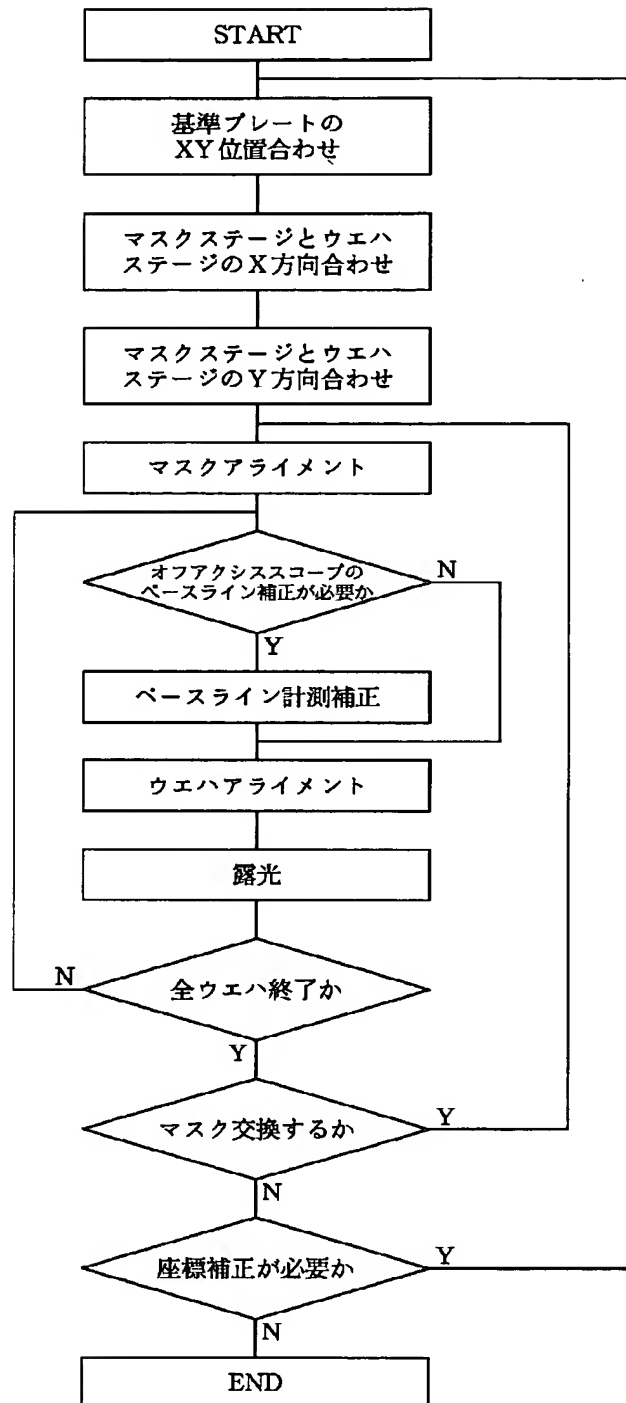 START
基準プレートの
XY位置合わせ
マスクステージとウエハ
ステージのX方向合わせ
マスクステージとウエハ
ステージのY方向合わせ
マスクアライメント
オフアクシススコープの
ベースライン補正が必要か
N
Y
ベースライン計測補正
ウエハアライメント
露光
N
全ウエハ終了か
Y
マスク交換するか
Y
N
座標補正が必要か
Y
N
END